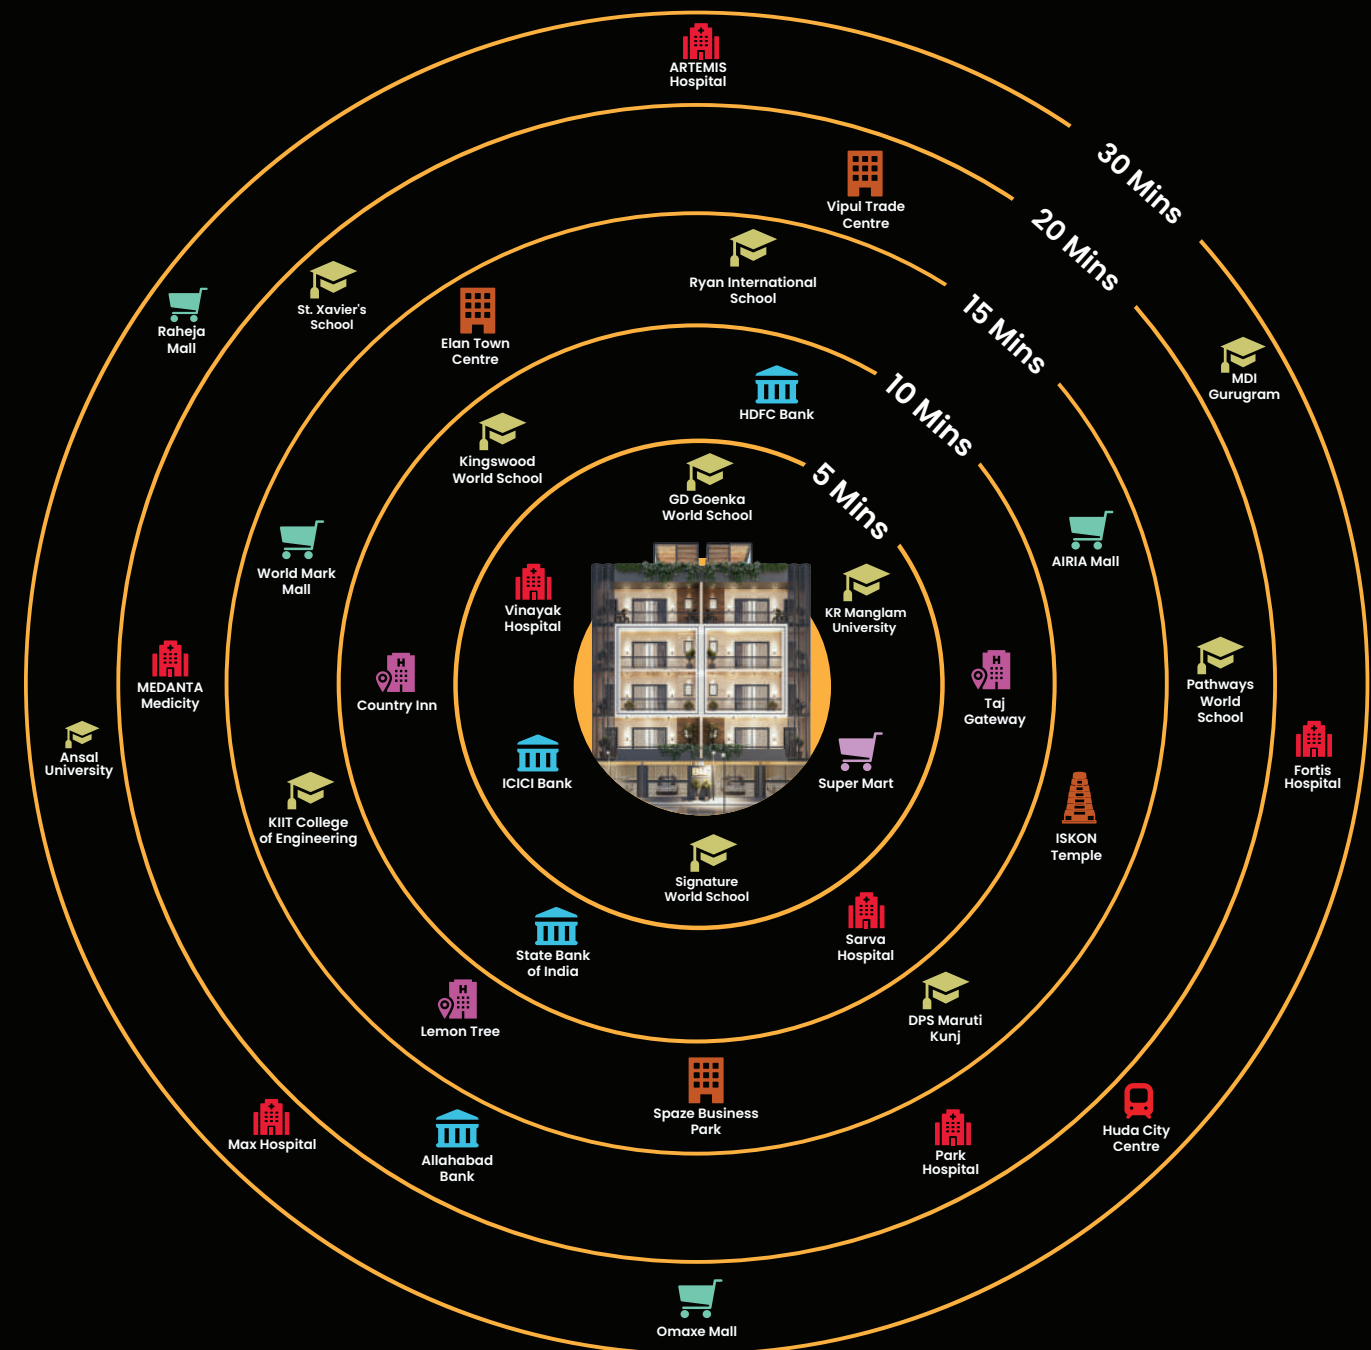 ARTEMIS
Hospital
30 Mins
Vipul Trade
Centre
20 Mins
Ryan International
School
St. Xavier's
School
15 Mins
Raheja
Mall
Elan Town
Centre
MDI
Gurugram
10 Mins
HDFC Bank
Kingswood
World School
5 Mins
GD Goenka
World School
AIRIA Mall
World Mark
Mall
Vinayak
Hospital
KR Manglam
University
MEDANTA
Medicity
Country Inn
Taj
Gateway
Pathways
World
School
Ansal
University
ICICI Bank
Super Mart
Fortis
Hospital
KIIT College
of Engineering
ISKON
Temple
Signature
World School
State Bank
of India
Sarva
Hospital
Lemon Tree
DPS Maruti
Kunj
Spaze Business
Park
Max Hospital
Allahabad
Bank
Park
Hospital
Huda City
Centre
Omaxe Mall